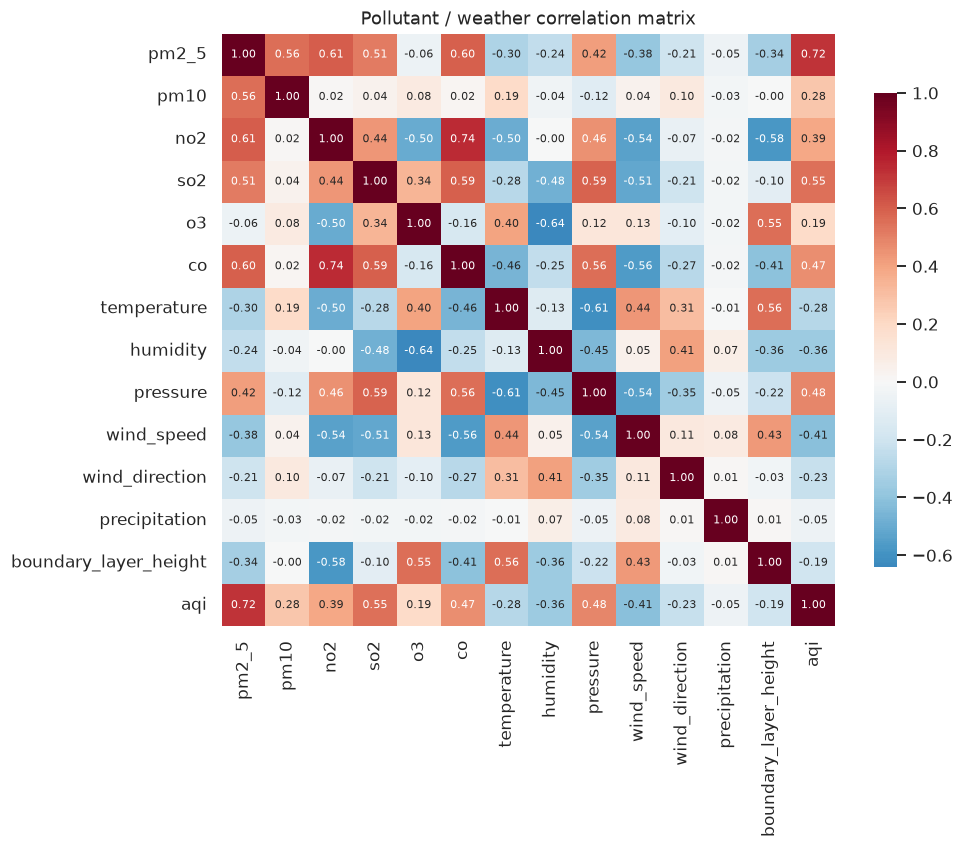 Pollutant / weather correlation matrix
pm2_5 1.00 0.56 0.61 0.51 -0.06 0.60 -0.30 -0.24 0.42 -0.38 -0.21 -0.05 -0.34 0.72
pm10 0.56 1.00 0.02 0.04 0.08 0.02 0.19 -0.04 -0.12 0.04 0.10 -0.03 -0.00 0.28
no2 0.61 0.02 1.00 0.44 -0.50 0.74 -0.50 -0.00 0.46 -0.54 -0.07 -0.02 -0.58 0.39
so2 0.51 0.04 0.44 1.00 0.34 0.59 -0.28 -0.48 0.59 -0.51 -0.21 -0.02 -0.10 0.55
o3 -0.06 0.08 -0.50 0.34 1.00 -0.16 0.40 -0.64 0.12 0.13 -0.10 -0.02 0.55 0.19
co 0.60 0.02 0.74 0.59 -0.16 1.00 -0.46 -0.25 0.56 -0.56 -0.27 -0.02 -0.41 0.47
temperature -0.30 0.19 -0.50 -0.28 0.40 -0.46 1.00 -0.13 -0.61 0.44 0.31 -0.01 0.56 -0.28
humidity -0.24 -0.04 -0.00 -0.48 -0.64 -0.25 -0.13 1.00 -0.45 0.05 0.41 0.07 -0.36 -0.36
pressure 0.42 -0.12 0.46 0.59 0.12 0.56 -0.61 -0.45 1.00 -0.54 -0.35 -0.05 -0.22 0.48
wind_speed -0.38 0.04 -0.54 -0.51 0.13 -0.56 0.44 0.05 -0.54 1.00 0.11 0.08 0.43 -0.41
wind_direction -0.21 0.10 -0.07 -0.21 -0.10 -0.27 0.31 0.41 -0.35 0.11 1.00 0.01 -0.03 -0.23
precipitation -0.05 -0.03 -0.02 -0.02 -0.02 -0.02 -0.01 0.07 -0.05 0.08 0.01 1.00 0.01 -0.05
boundary_layer_height -0.34 -0.00 -0.58 -0.10 0.55 -0.41 0.56 -0.36 -0.22 0.43 -0.03 0.01 1.00 -0.19
aqi 0.72 0.28 0.39 0.55 0.19 0.47 -0.28 -0.36 0.48 -0.41 -0.23 -0.05 -0.19 1.00
pm2_5
pm10
no2
so2
o3
co
temperature
humidity
pressure
wind_speed
wind_direction
precipitation
boundary_layer_height
aqi
1.0
0.8
0.6
0.4
0.2
0.0
−0.2
−0.4
−0.6